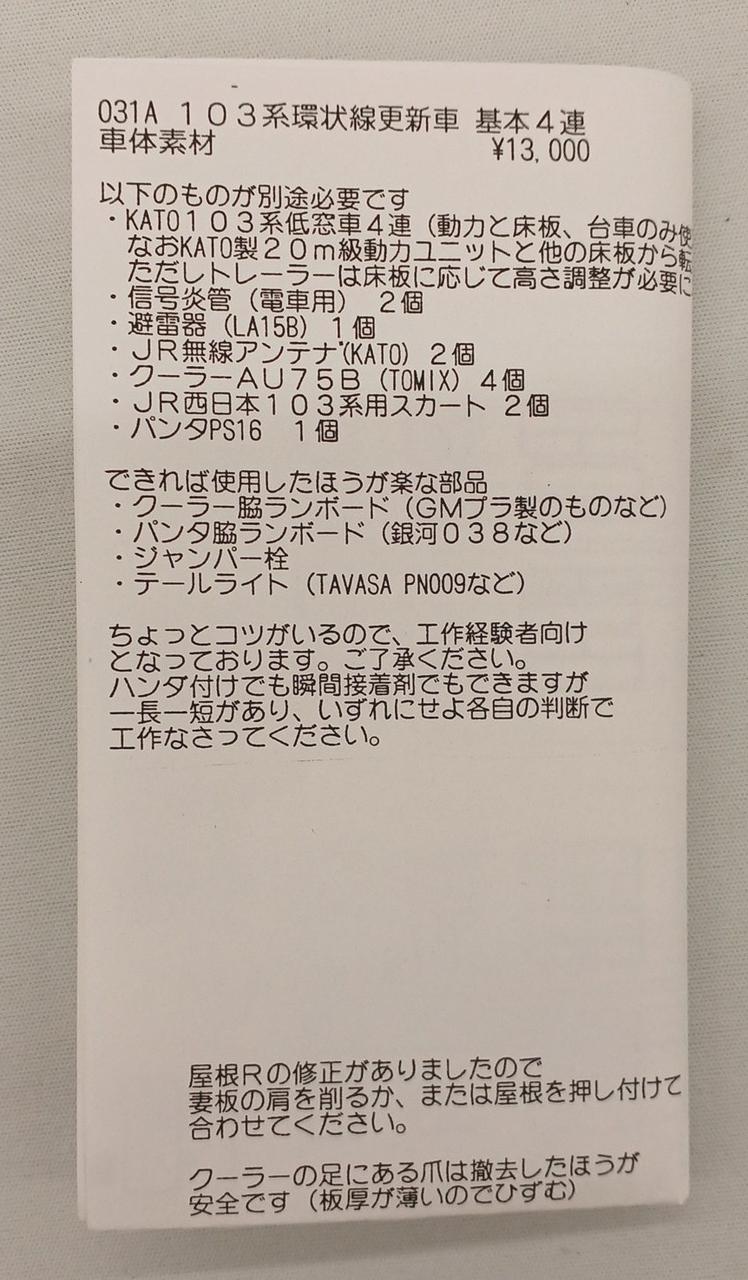 031A １０３系環状線更新車 基本４連
車体素材 ¥13,000
以下のものが別途必要です
・KATO１０３系低窓車４連（動力と床板、台車のみ使
なおKATO製２０ｍ級動力ユニットと他の床板から転
ただしトレーラーは床板に応じて高さ調整が必要に
・信号炎管（電車用） ２個
・避雷器（LA15B）１個
・ＪＲ無線アンテナ(KATO) ２個
・クーラーＡＵ７５Ｂ（TOMIX）４個
・ＪＲ西日本１０３系用スカート ２個
・パンタPS16 １個
できれば使用したほうが楽な部品
・クーラー脇ランボード（GMプラ製のものなど）
・パンタ脇ランボード（銀河０３８など）
・ジャンパー栓
・テールライト（TAVASA PN009など）
ちょっとコツがいるので、工作経験者向け
となっております。ご了承ください。
ハンダ付けでも瞬間接着剤でもできますが
一長一短があり、いずれにせよ各自の判断で
工作なさってください。
屋根Ｒの修正がありましたので
妻板の肩を削るか、または屋根を押し付けて
合わせてください。
クーラーの足にある爪は撤去したほうが
安全です（板厚が薄いのでひずむ）